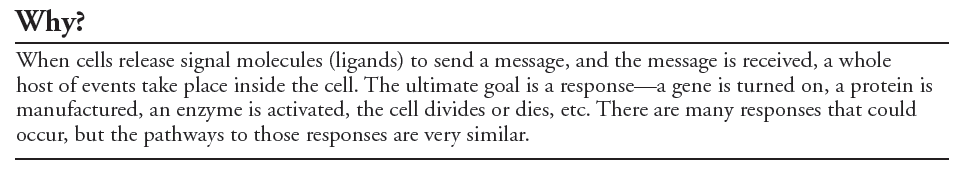 Why?
When cells release signal molecules (ligands) to send a message, and the message is received, a whole
host of events take place inside the cell. The ultimate goal is a response—a gene is turned on, a protein is
manufactured, an enzyme is activated, the cell divides or dies, etc. There are many responses that could
occur, but the pathways to those responses are very similar.